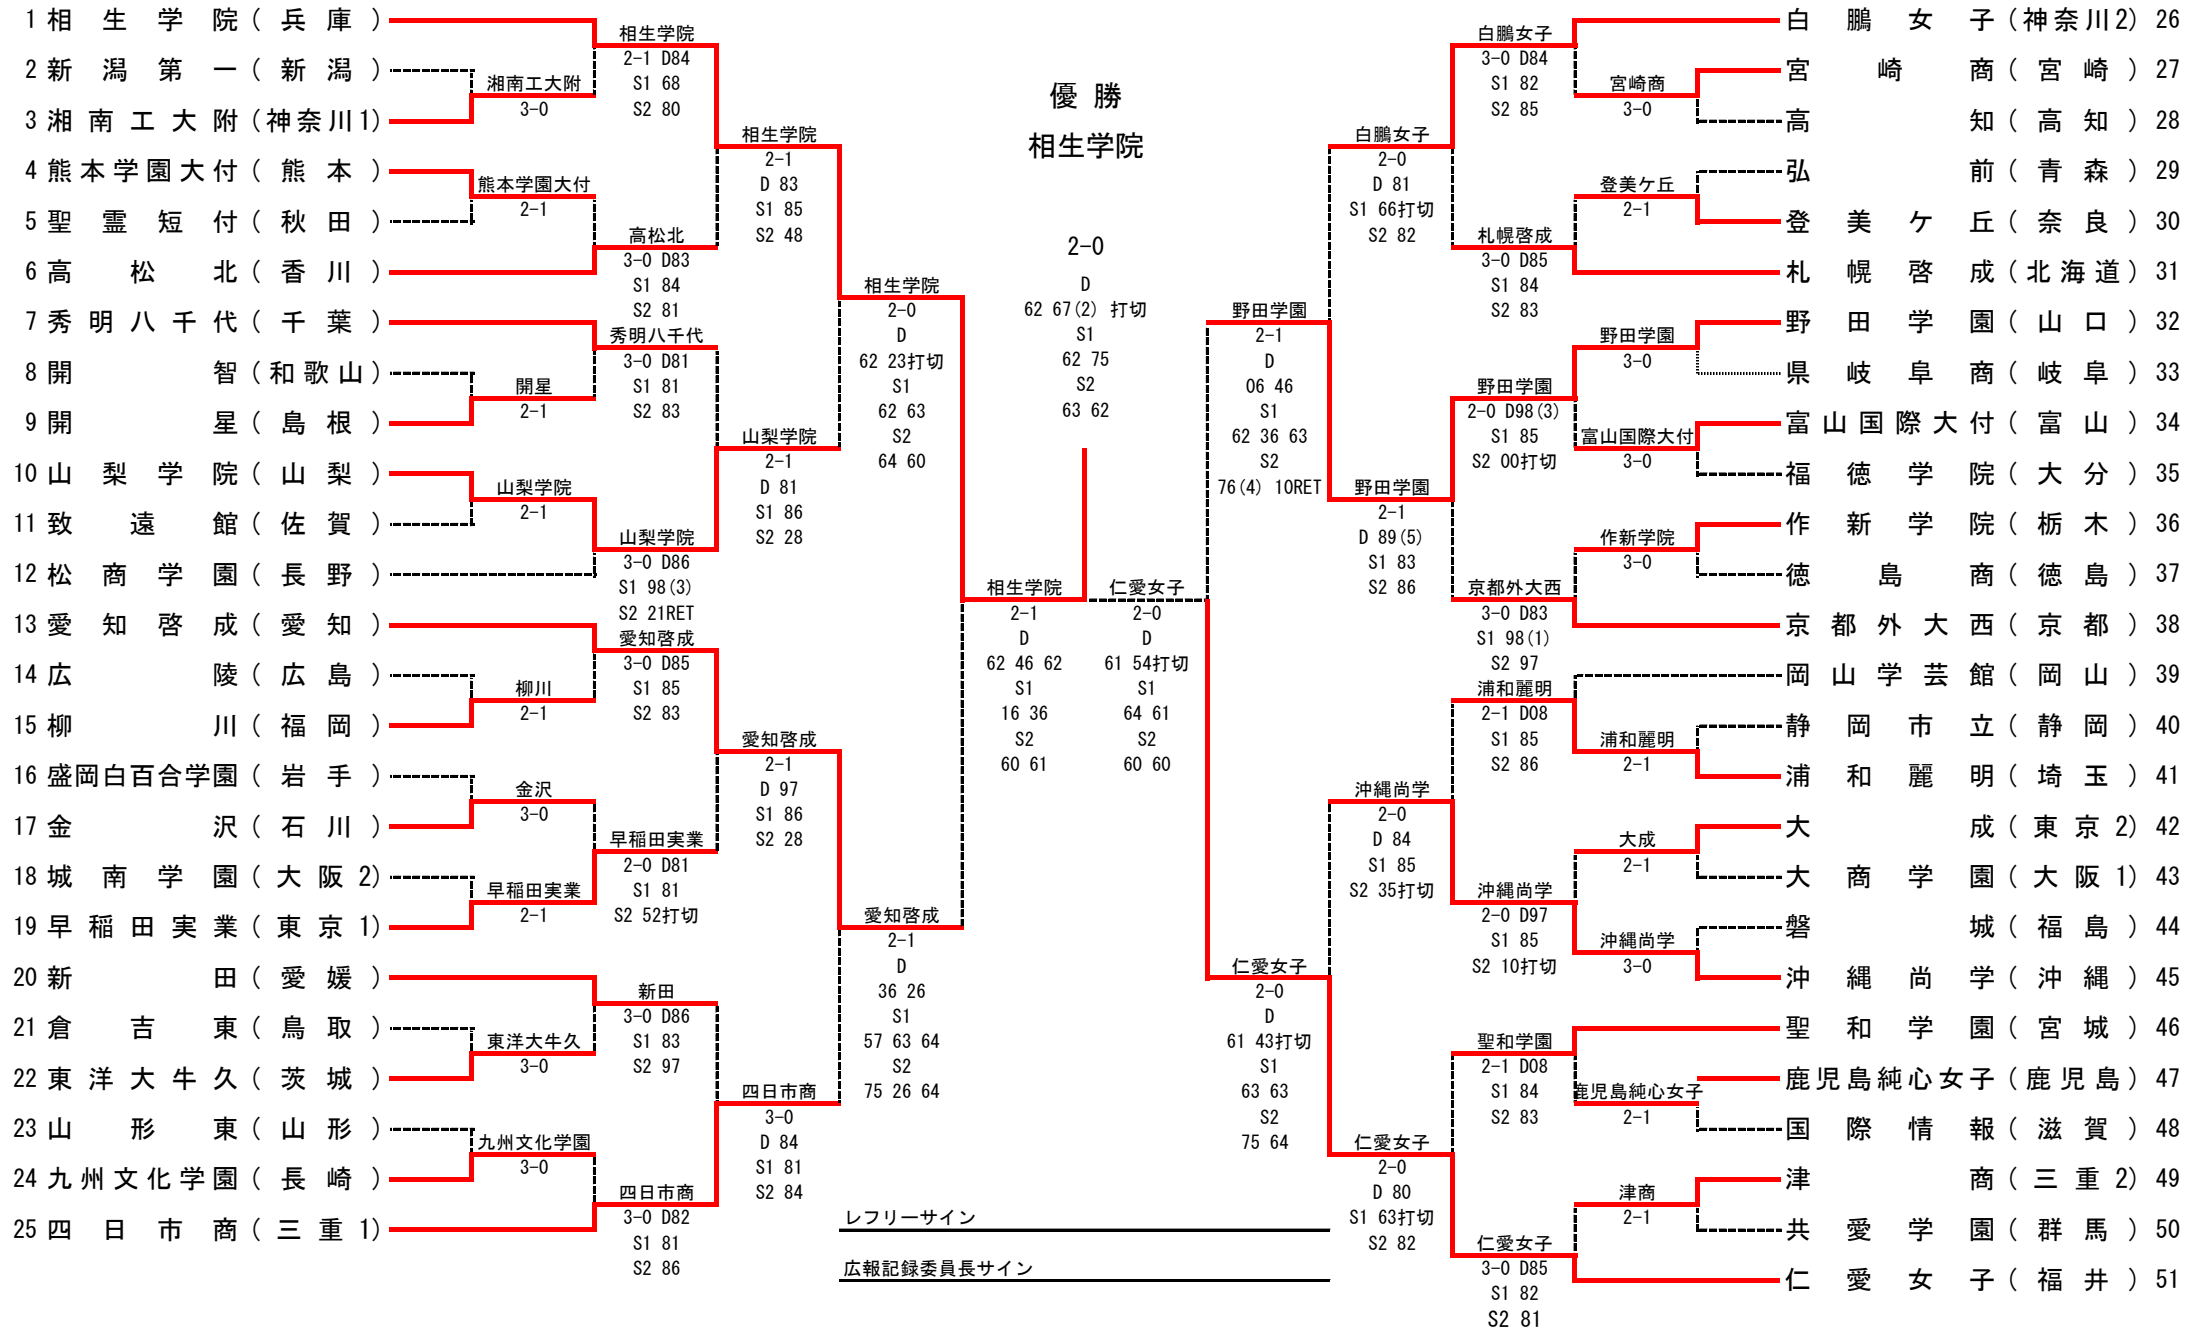 1 相生学院 (兵庫)
2 新潟第一 (新潟)
3 湘南工大附 (神奈川1)
4 熊本学園大付 (熊本)
5 聖霊短付 (秋田)
6 高松北 (香川)
7 秀明八千代 (千葉)
8 開智 (和歌山)
9 開星 (島根)
10 山梨学院 (山梨)
11 致遠館 (佐賀)
12 松商学園 (長野)
13 愛知啓成 (愛知)
14 広陵 (広島)
15 柳川 (福岡)
16 盛岡白百合学園 (岩手)
17 金沢 (石川)
18 城南学園 (大阪2)
19 早稲田実業 (東京1)
20 新田 (愛媛)
21 倉吉東 (鳥取)
22 東洋大牛久 (茨城)
23 山形東 (山形)
24 九州文化学園 (長崎)
25 四日市商 (三重1)
湘南工大附
3-0
熊本学園大付
2-1
開星
2-1
山梨学院
2-1
柳川
2-1
金沢
3-0
早稲田実業
2-1
東洋大牛久
3-0
九州文化学園
3-0
相生学院
2-1 D84
S1 68
S2 80
高松北
3-0 D83
S1 84
S2 81
秀明八千代
3-0 D81
S1 81
S2 83
山梨学院
3-0 D86
S1 98(3)
S2 21RET
愛知啓成
3-0 D85
S1 85
S2 83
早稲田実業
2-0 D81
S1 81
S2 52打切
新田
3-0 D86
S1 83
S2 97
四日市商
3-0 D82
S1 81
S2 86
相生学院
2-1
D 83
S1 85
S2 48
山梨学院
2-1
D 81
S1 86
S2 28
愛知啓成
2-1
D 97
S1 86
S2 28
四日市商
3-0
D 84
S1 81
S2 84
相生学院
2-0
D
62 23打切
S1
62 63
S2
64 60
愛知啓成
2-1
D
36 26
S1
57 63 64
S2
75 26 64
相生学院
2-1
D
62 46 62
S1
16 36
S2
60 61
優勝
相生学院
2-0
D
62 67(2) 打切
S1
62 75
S2
63 62
仁愛女子
2-0
D
61 54打切
S1
64 61
S2
60 60
野田学園
2-1
D
06 46
S1
62 36 63
S2
76(4) 10RET
仁愛女子
2-0
D
61 43打切
S1
63 63
S2
75 64
白鵬女子
2-0
D 81
S1 66打切
S2 82
野田学園
2-1
D 89(5)
S1 83
S2 86
沖縄尚学
2-0
D 84
S1 85
S2 35打切
仁愛女子
2-0
D 80
S1 63打切
S2 82
白鵬女子
3-0 D84
S1 82
S2 85
札幌啓成
3-0 D85
S1 84
S2 83
野田学園
2-0 D98(3)
S1 85
S2 00打切
京都外大西
3-0 D83
S1 98(1)
S2 97
浦和麗明
2-1 D08
S1 85
S2 86
沖縄尚学
2-0 D97
S1 85
S2 10打切
聖和学園
2-1 D08
S1 84
S2 83
仁愛女子
3-0 D85
S1 82
S2 81
宮崎商
3-0
登美ケ丘
2-1
野田学園
3-0
富山国際大付
3-0
作新学院
3-0
浦和麗明
2-1
大成
2-1
沖縄尚学
3-0
鹿児島純心女子
2-1
津商
2-1
白鵬女子 (神奈川2) 26
宮崎商 (宮崎) 27
高知 (高知) 28
弘前 (青森) 29
登美ケ丘 (奈良) 30
札幌啓成 (北海道) 31
野田学園 (山口) 32
県岐阜商 (岐阜) 33
富山国際大付 (富山) 34
福徳学院 (大分) 35
作新学院 (栃木) 36
徳島商 (徳島) 37
京都外大西 (京都) 38
岡山学芸館 (岡山) 39
静岡市立 (静岡) 40
浦和麗明 (埼玉) 41
大成 (東京2) 42
大商学園 (大阪1) 43
磐城 (福島) 44
沖縄尚学 (沖縄) 45
聖和学園 (宮城) 46
鹿児島純心女子 (鹿児島) 47
国際情報 (滋賀) 48
津商 (三重2) 49
共愛学園 (群馬) 50
仁愛女子 (福井) 51
レフリーサイン
広報記録委員長サイン